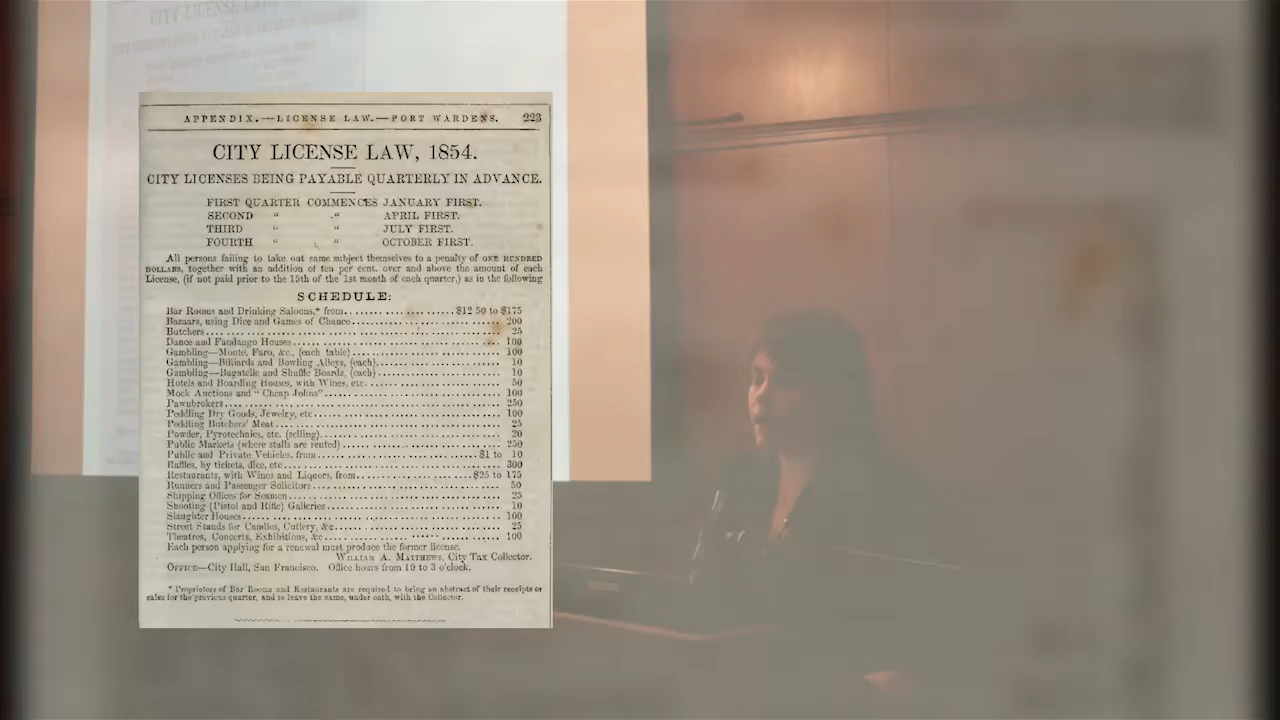 APPENDIX.—LICENSE LAW.—PORT WARDENS. 223
CITY LICENSE LAW, 1854.
CITY LICENSES BEING PAYABLE QUARTERLY IN ADVANCE.
FIRST QUARTER COMMENCES JANUARY FIRST.
SECOND " " APRIL FIRST.
THIRD " " JULY FIRST.
FOURTH " " OCTOBER FIRST.
All persons failing to take out same subject themselves to a penalty of ONE HUNDRED
DOLLARS, together with an addition of ten per cent. over and above the amount of each
License, (if not paid prior to the 15th of the 1st month of each quarter,) as in the following
SCHEDULE:
Bar Rooms and Drinking Saloons,* from........................$12 50 to $175
Bazaars, using Dice and Games of Chance........................ 200
Butchers........................ 25
Dance and Fandango Houses........................ 100
Gambling—Monte, Faro, &c., (each table)........................ 100
Gambling—Billiards and Bowling Alleys, (each)........................ 10
Gambling—Bagatelle and Shuffle Boards, (each)........................ 10
Hotels and Boarding Houses, with Wines, etc........................ 50
Mock Auctions and "Cheap Johns"........................ 100
Pawnbrokers........................ 250
Peddling Dry Goods, Jewelry, etc........................ 100
Peddling Butchers' Meat........................ 25
Powder, Pyrotechnics, etc. (selling)........................ 20
Public Markets (where stalls are rented)........................ 250
Public and Private Vehicles, from........................$1 to 10
Raffles, by tickets, dice, etc........................ 300
Restaurants, with Wines and Liquors, from........................$25 to 175
Runners and Passenger Solicitors........................ 50
Shipping Offices for Seamen........................ 25
Shooting (Pistol and Rifle) Galleries........................ 10
Slaughter Houses........................ 100
Street Stands for Candies, Cutlery, &c........................ 25
Theatres, Concerts, Exhibitions, &c........................ 100
Each person applying for a renewal must produce the former license.
WILLIAM A. MATTHEWS, City Tax Collector.
OFFICE—City Hall, San Francisco. Office hours from 10 to 3 o'clock.
* Proprietors of Bar Rooms and Restaurants are required to bring an abstract of their receipts or
sales for the previous quarter, and to leave the same, under oath, with the Collector.